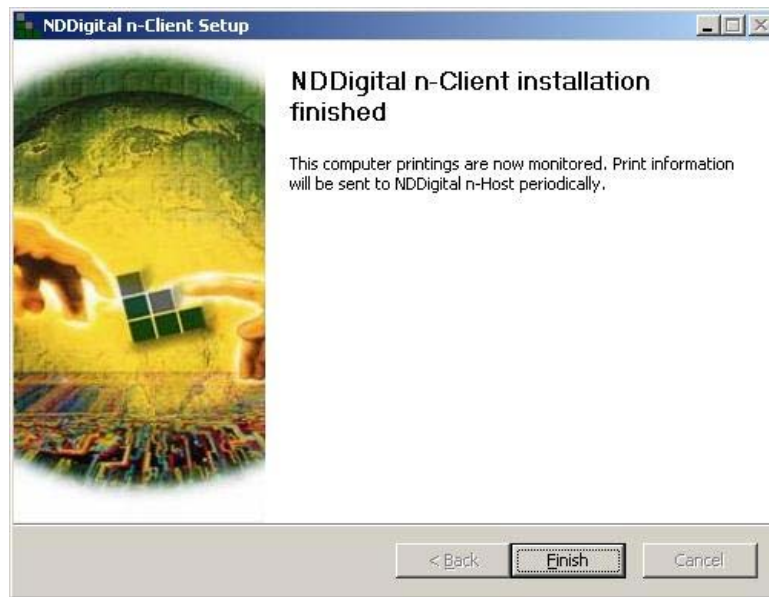 NDDigital n-Client Setup
NDDigital n-Client installation
finished
This computer printings are now monitored. Print information
will be sent to NDDigital n-Host periodically.
< Back Finish Cancel